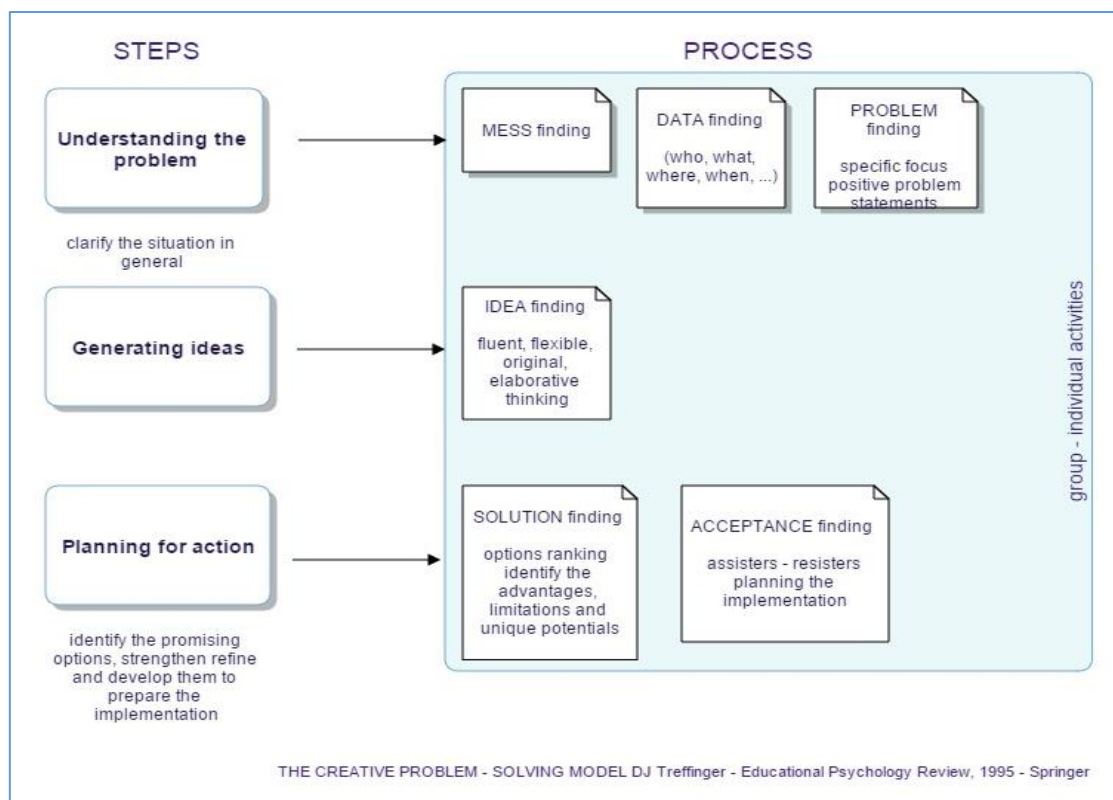 STEPS
PROCESS
Understanding the
problem
clarify the situation in
general
MESS finding
DATA finding
(who, what,
where, when, ...)
PROBLEM
finding
specific focus
positive problem
statements
Generating ideas
IDEA finding
fluent, flexible,
original,
elaborative
thinking
Planning for action
identify the promising
options, strengthen refine
and develop them to
prepare the
implementation
SOLUTION finding
options ranking
identify the
advantages,
limitations and
unique potentials
ACCEPTANCE finding
assisters - resisters
planning the
implementation
group - individual activities
THE CREATIVE PROBLEM - SOLVING MODEL DJ Treffinger - Educational Psychology Review, 1995 - Springer